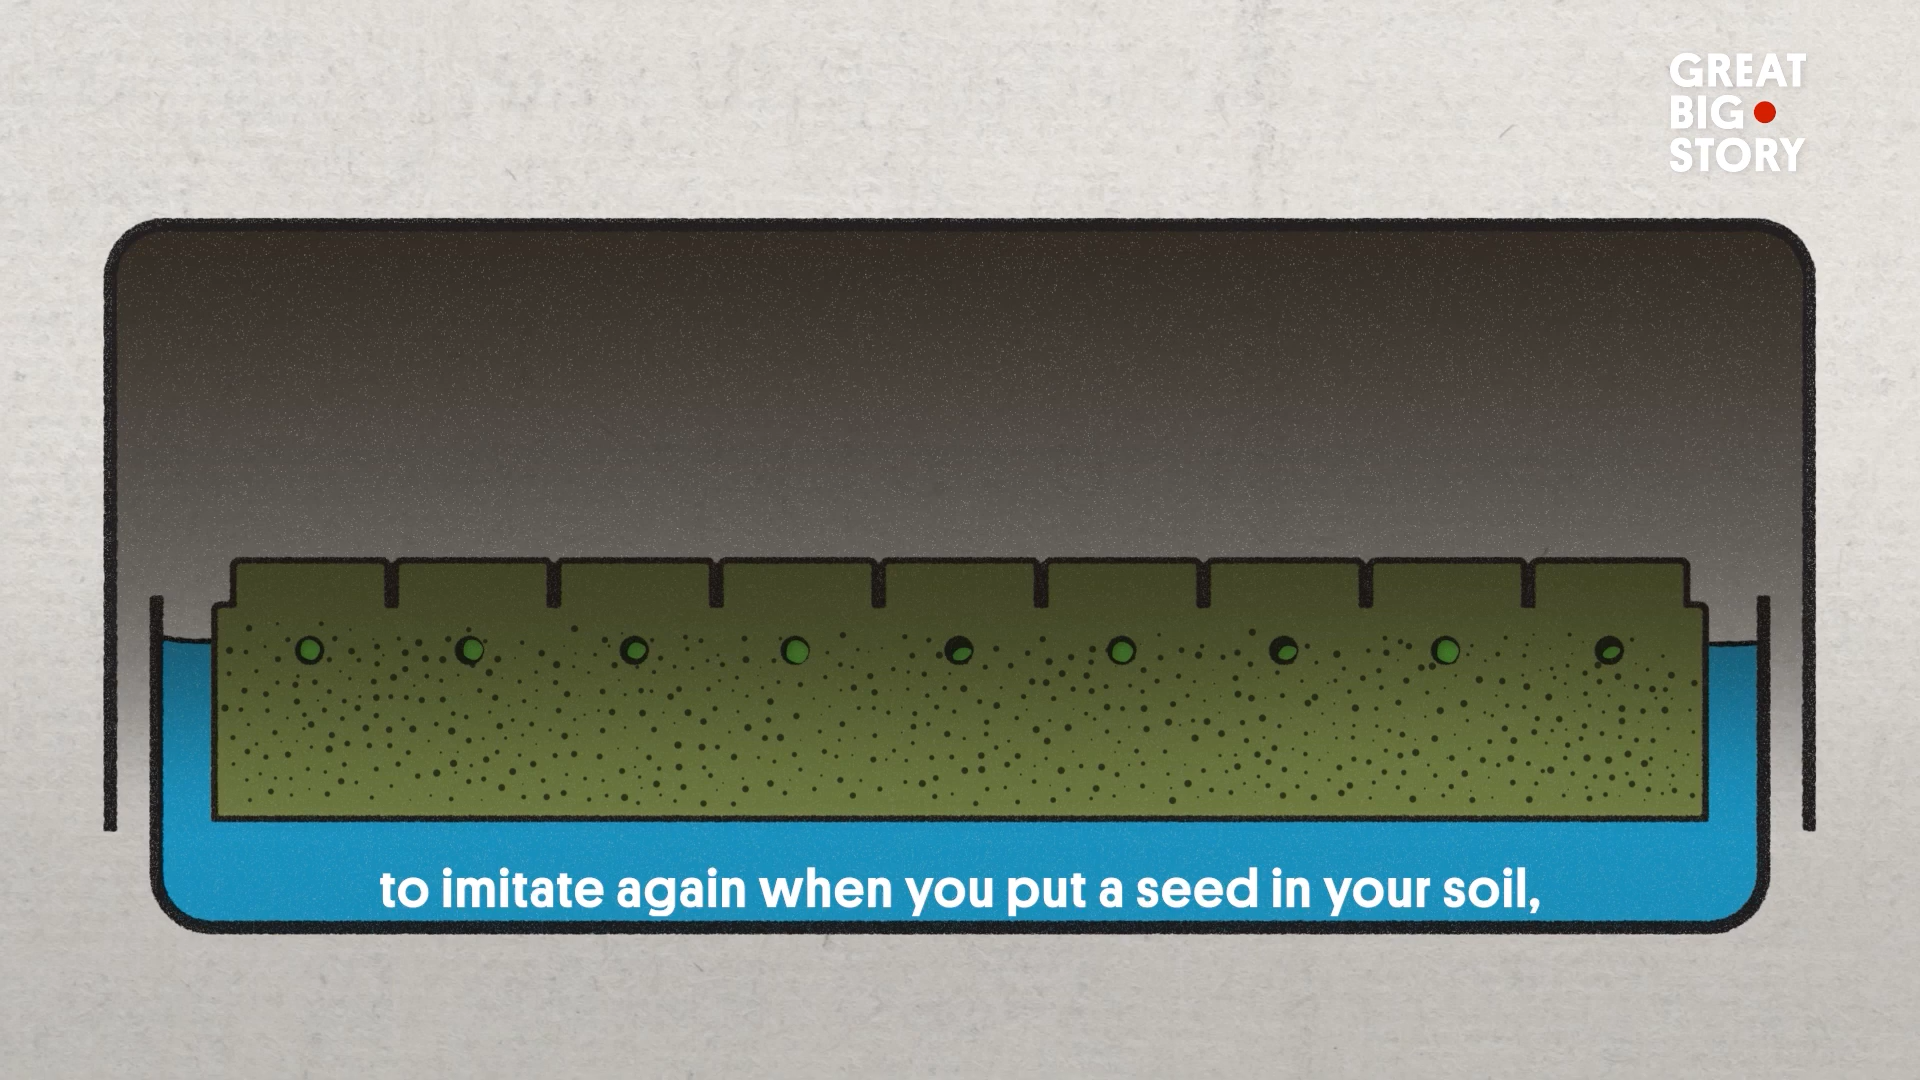 GREAT
BIG
STORY
to imitate again when you put a seed in your soil,